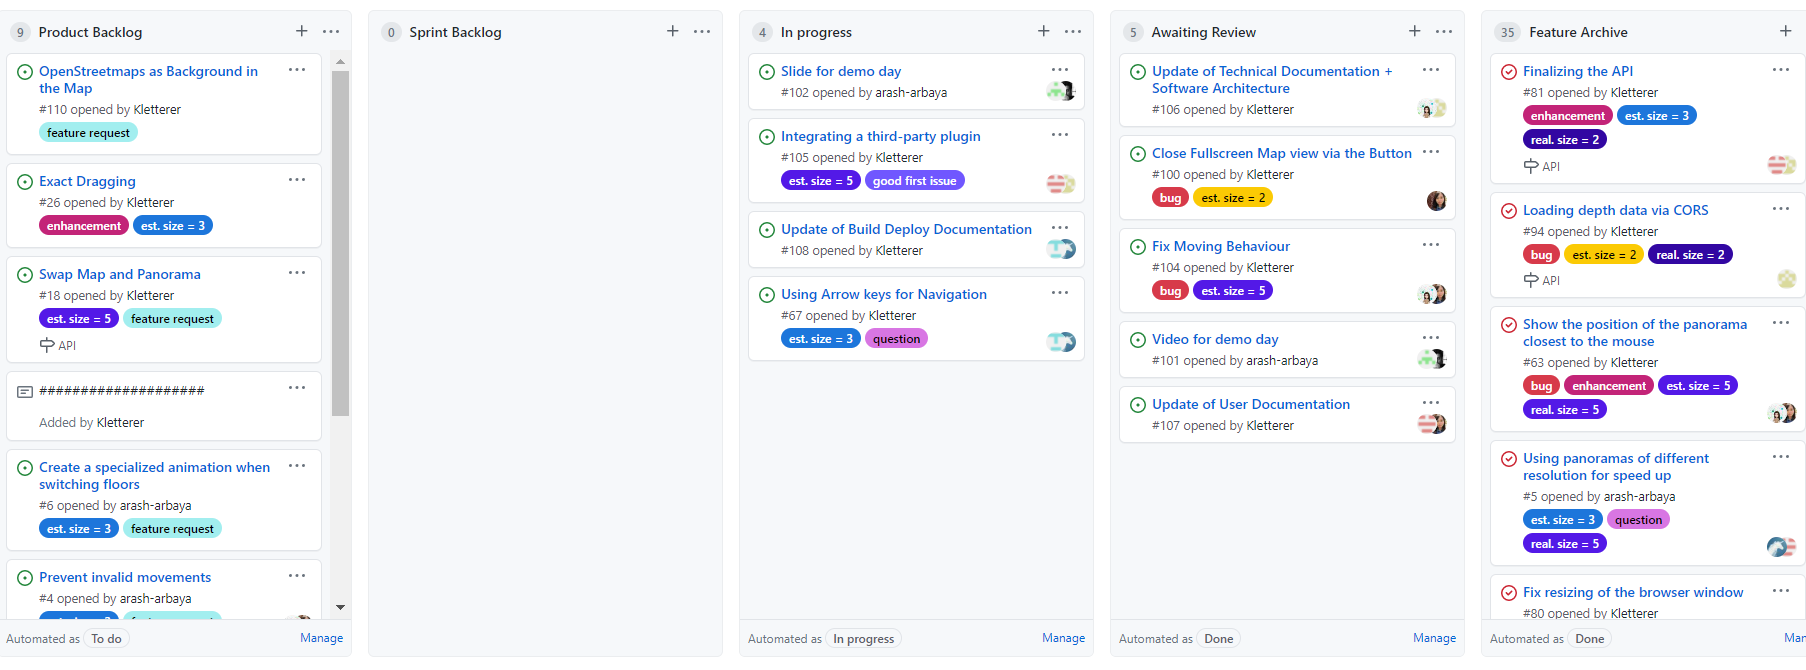 9 Product Backlog
OpenStreetmaps as Background in
the Map
#110 opened by Kletterer
feature request
Exact Dragging
#26 opened by Kletterer
enhancement est. size = 3
Swap Map and Panorama
#18 opened by Kletterer
est. size = 5 feature request
API
####################
Added by Kletterer
Create a specialized animation when
switching floors
#6 opened by arash-arbaya
est. size = 3 feature request
Prevent invalid movements
#4 opened by arash-arbaya
Automated as To do Manage
0 Sprint Backlog
4 In progress
Slide for demo day
#102 opened by arash-arbaya
Integrating a third-party plugin
#105 opened by Kletterer
est. size = 5 good first issue
Update of Build Deploy Documentation
#108 opened by Kletterer
Using Arrow keys for Navigation
#67 opened by Kletterer
est. size = 3 question
Automated as In progress Manage
5 Awaiting Review
Update of Technical Documentation +
Software Architecture
#106 opened by Kletterer
Close Fullscreen Map view via the Button
#100 opened by Kletterer
bug est. size = 2
Fix Moving Behaviour
#104 opened by Kletterer
bug est. size = 5
Video for demo day
#101 opened by arash-arbaya
Update of User Documentation
#107 opened by Kletterer
Automated as Done Manage
35 Feature Archive
Finalizing the API
#81 opened by Kletterer
enhancement est. size = 3
real. size = 2
API
Loading depth data via CORS
#94 opened by Kletterer
bug est. size = 2 real. size = 2
API
Show the position of the panorama
closest to the mouse
#63 opened by Kletterer
bug enhancement est. size = 5
real. size = 5
Using panoramas of different
resolution for speed up
#5 opened by arash-arbaya
est. size = 3 question
real. size = 5
Fix resizing of the browser window
#80 opened by Kletterer
Automated as Done Man